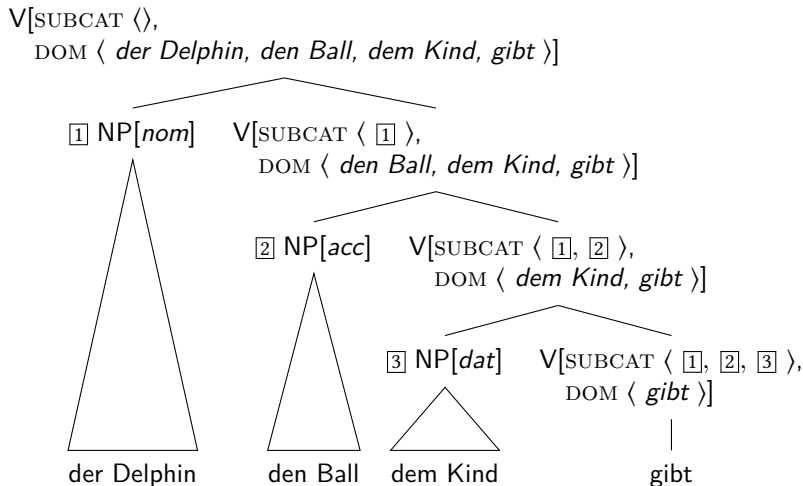 V[SUBCAT ⟨⟩,
DOM ⟨ der Delphin, den Ball, dem Kind, gibt ⟩]
1 NP[nom] V[SUBCAT ⟨ 1 ⟩,
DOM ⟨ den Ball, dem Kind, gibt ⟩]
2 NP[acc] V[SUBCAT ⟨ 1, 2 ⟩,
DOM ⟨ dem Kind, gibt ⟩]
3 NP[dat] V[SUBCAT ⟨ 1, 2, 3 ⟩,
DOM ⟨ gibt ⟩]
der Delphin den Ball dem Kind gibt